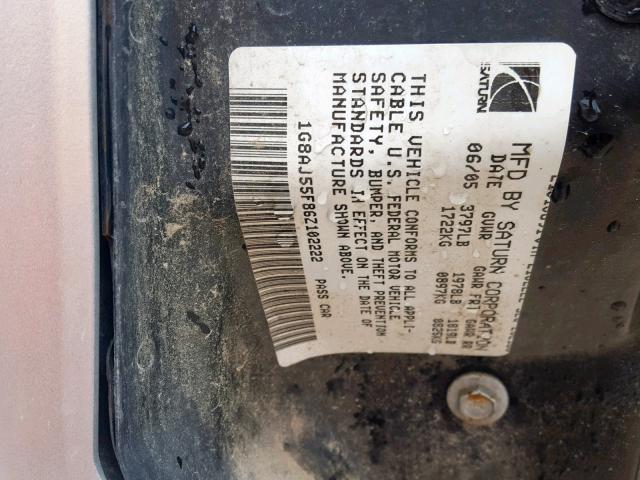 SATURN
MFD BY SATURN CORPORATION
DATE GVWR GAWR FRT GAWR RR
06/05 3797LB 1978LB 1819LB
1722KG 0897KG 0825KG
THIS VEHICLE CONFORMS TO ALL APPLI-
CABLE U.S. FEDERAL MOTOR VEHICLE
SAFETY, BUMPER, AND THEFT PREVENTION
STANDARDS IN EFFECT ON THE DATE OF
MANUFACTURE SHOWN ABOVE.
1G8AJ55F86Z102222 PASS CAR